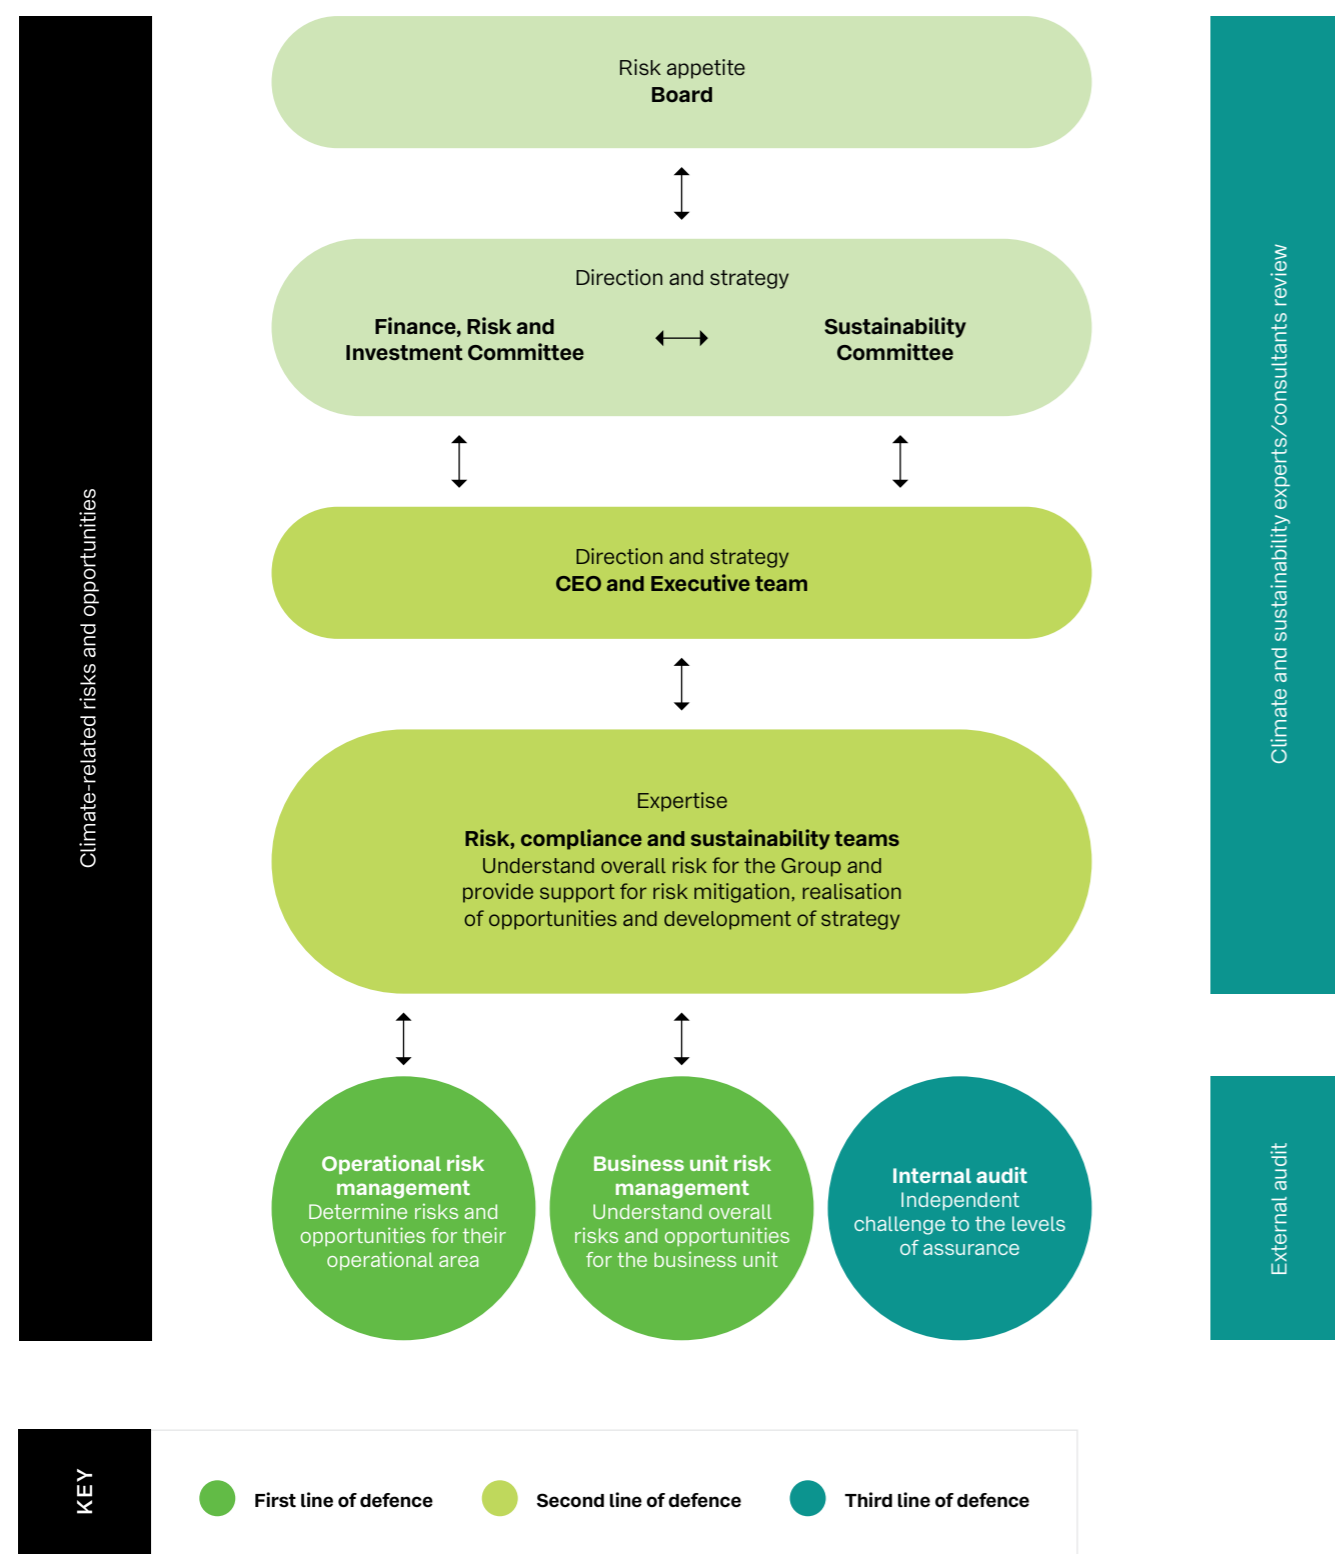 Climate-related risks and opportunities
Risk appetite
Board
Direction and strategy
Finance, Risk and
Investment Committee
Sustainability
Committee
Direction and strategy
CEO and Executive team
Expertise
Risk, compliance and sustainability teams
Understand overall risk for the Group and
provide support for risk mitigation, realisation
of opportunities and development of strategy
Operational risk
management
Determine risks and
opportunities for their
operational area
Business unit risk
management
Understand overall
risks and opportunities
for the business unit
Internal audit
Independent
challenge to the levels
of assurance
Climate and sustainability experts/consultants review
External audit
KEY
First line of defence
Second line of defence
Third line of defence